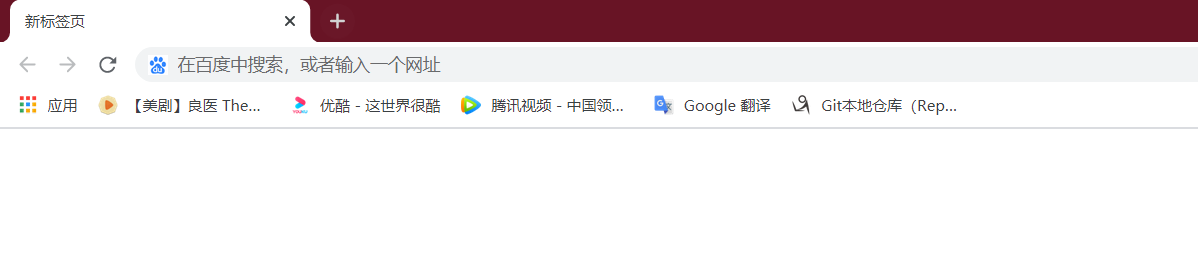 新标签页
在百度中搜索，或者输入一个网址
应用 【美剧】良医 The... 优酷 - 这世界很酷 腾讯视频 - 中国领... Google 翻译 Git本地仓库（Rep...